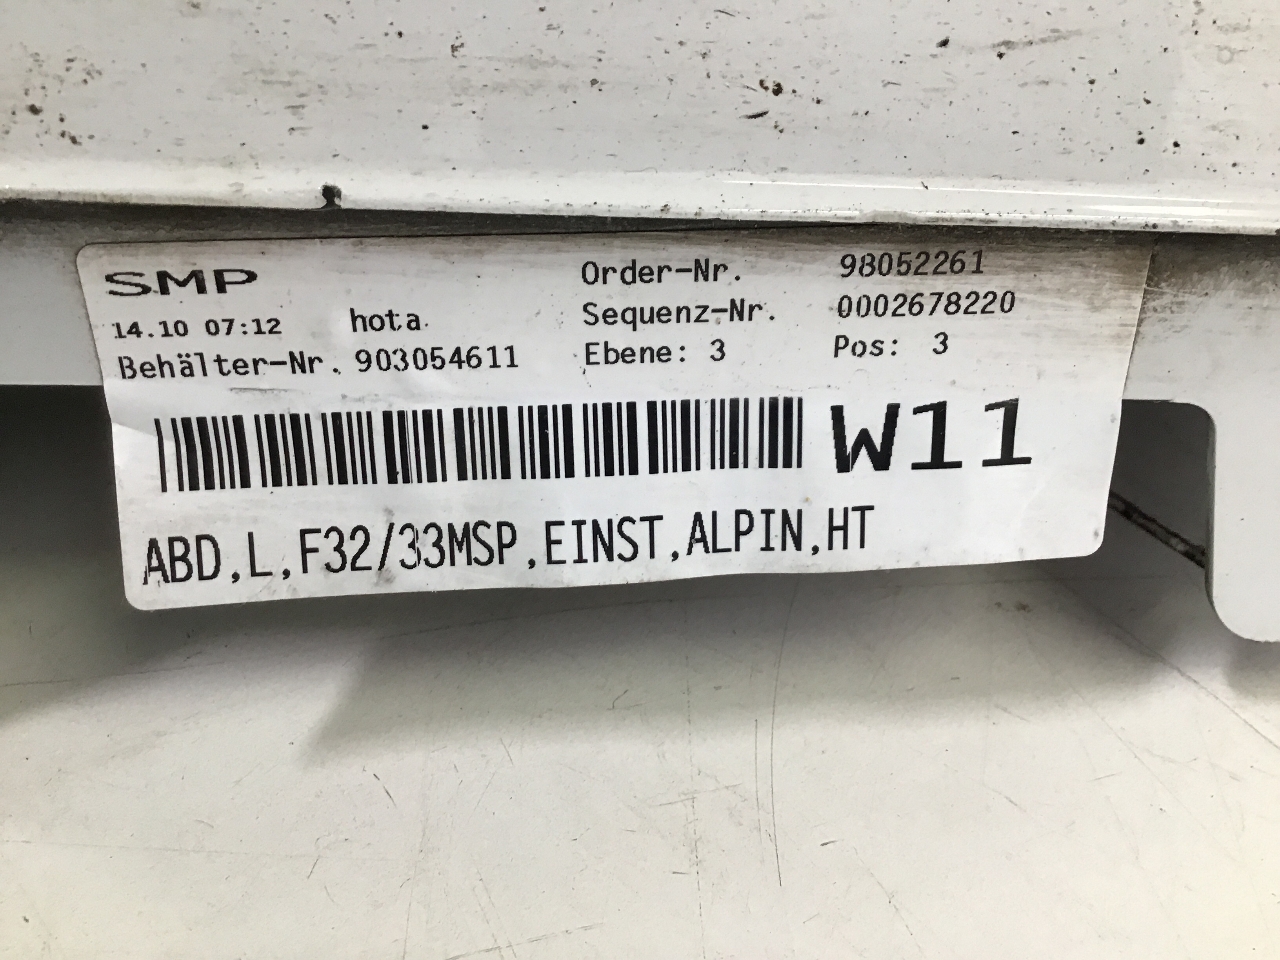 SMP
Order-Nr. 98052261
14.10 07:12 hota
Sequenz-Nr. 0002678220
Behälter-Nr. 903054611
Ebene: 3 Pos: 3
W11
ABD,L,F32/33MSP,EINST,ALPIN,HT